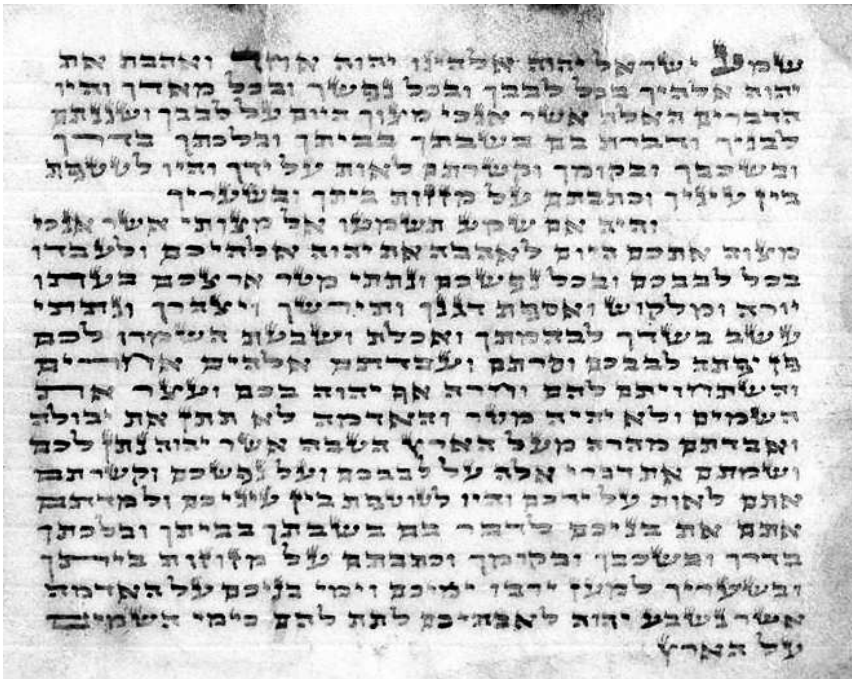 שמע ישראל יהוה אלהינו יהוה אחד ואהבת את
יהוה אלהיך בכל לבבך ובכל נפשך ובכל מאדך והיו
הדברים האלה אשר אנכי מצוך היום על לבבך ושננתם
לבניך ודברת בם בשבתך בביתך ובלכתך בדרך
ובשכבך ובקומך וקשרתם לאות על ידך והיו לטטפת
בין עיניך וכתבתם על מזזות ביתך ובשעריך
והיה אם שמע תשמעו אל מצותי אשר אנכי
מצוה אתכם היום לאהבה את יהוה אלהיכם ולעבדו
בכל לבבכם ובכל נפשכם ונתתי מטר ארצכם בעתו
יורה ומלקוש ואספת דגנך ותירשך ויצהרך ונתתי
עשב בשדך לבהמתך ואכלת ושבעת השמרו לכם
פן יפתה לבבכם וסרתם ועבדתם אלהים אחרים
והשתחויתם להם וחרה אף יהוה בכם ועצר את
השמים ולא יהיה מטר והאדמה לא תתן את יבולה
ואבדתם מהרה מעל הארץ הטבה אשר יהוה נתן לכם
ושמתם את דברי אלה על לבבכם ועל נפשכם וקשרתם
אתם לאות על ידכם והיו לטוטפת בין עיניכם ולמדתם
אתם את בניכם לדבר בם בשבתך בביתך ובלכתך
בדרך ובשכבך ובקומך וכתבתם על מזוזות ביתך
ובשעריך למען ירבו ימיכם וימי בניכם על האדמה
אשר נשבע יהוה לאבתיכם לתת להם כימי השמים
על הארץ